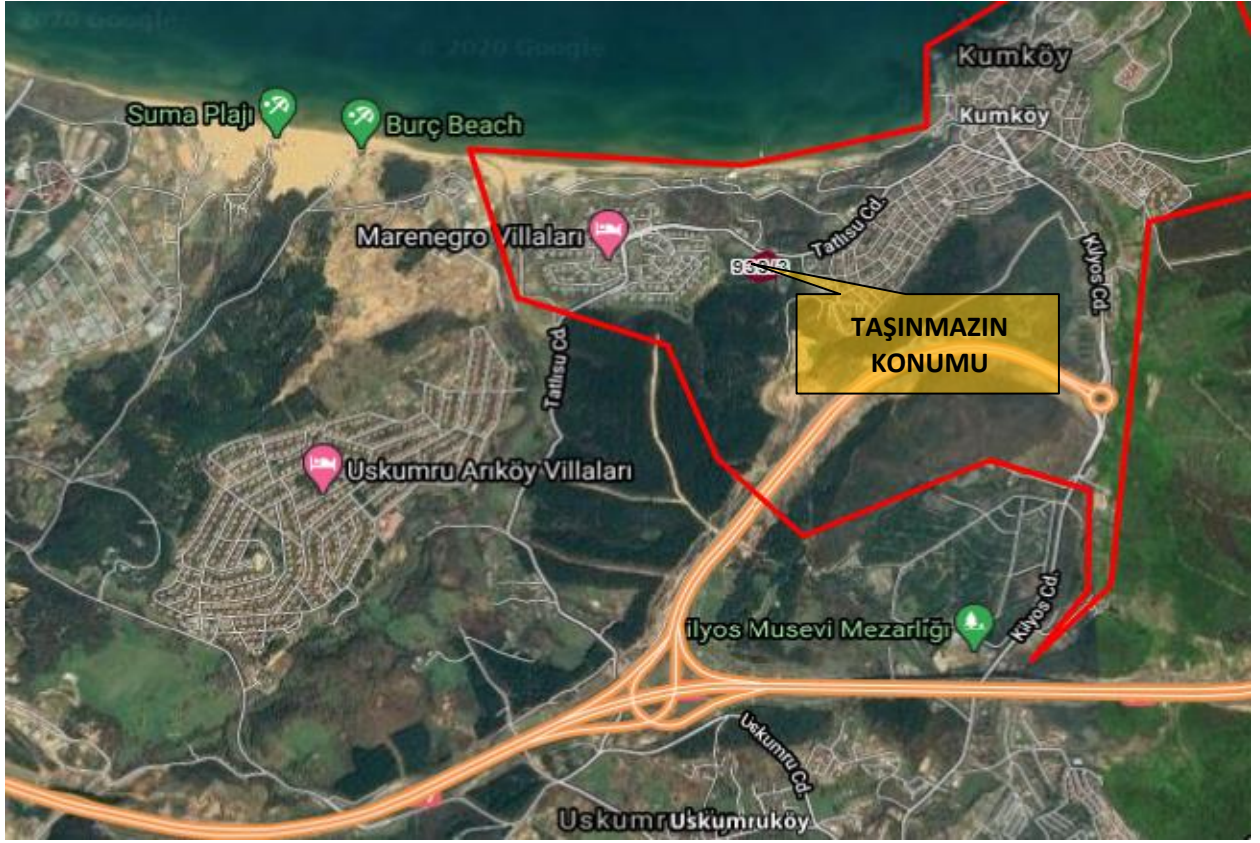 2020 Google
© 2020 Google
Kumköy
Suma Plajı
Burç Beach
Kumköy
Marenegro Villaları
Tatlısu Cd.
Kilyos Cd.
TAŞINMAZIN
KONUMU
Tatlısu Cd.
Uskumru Arıköy Villaları
ilyos Musevi Mezarlığı
Kilyos Cd.
Uskumru Cd.
Uskumruköy